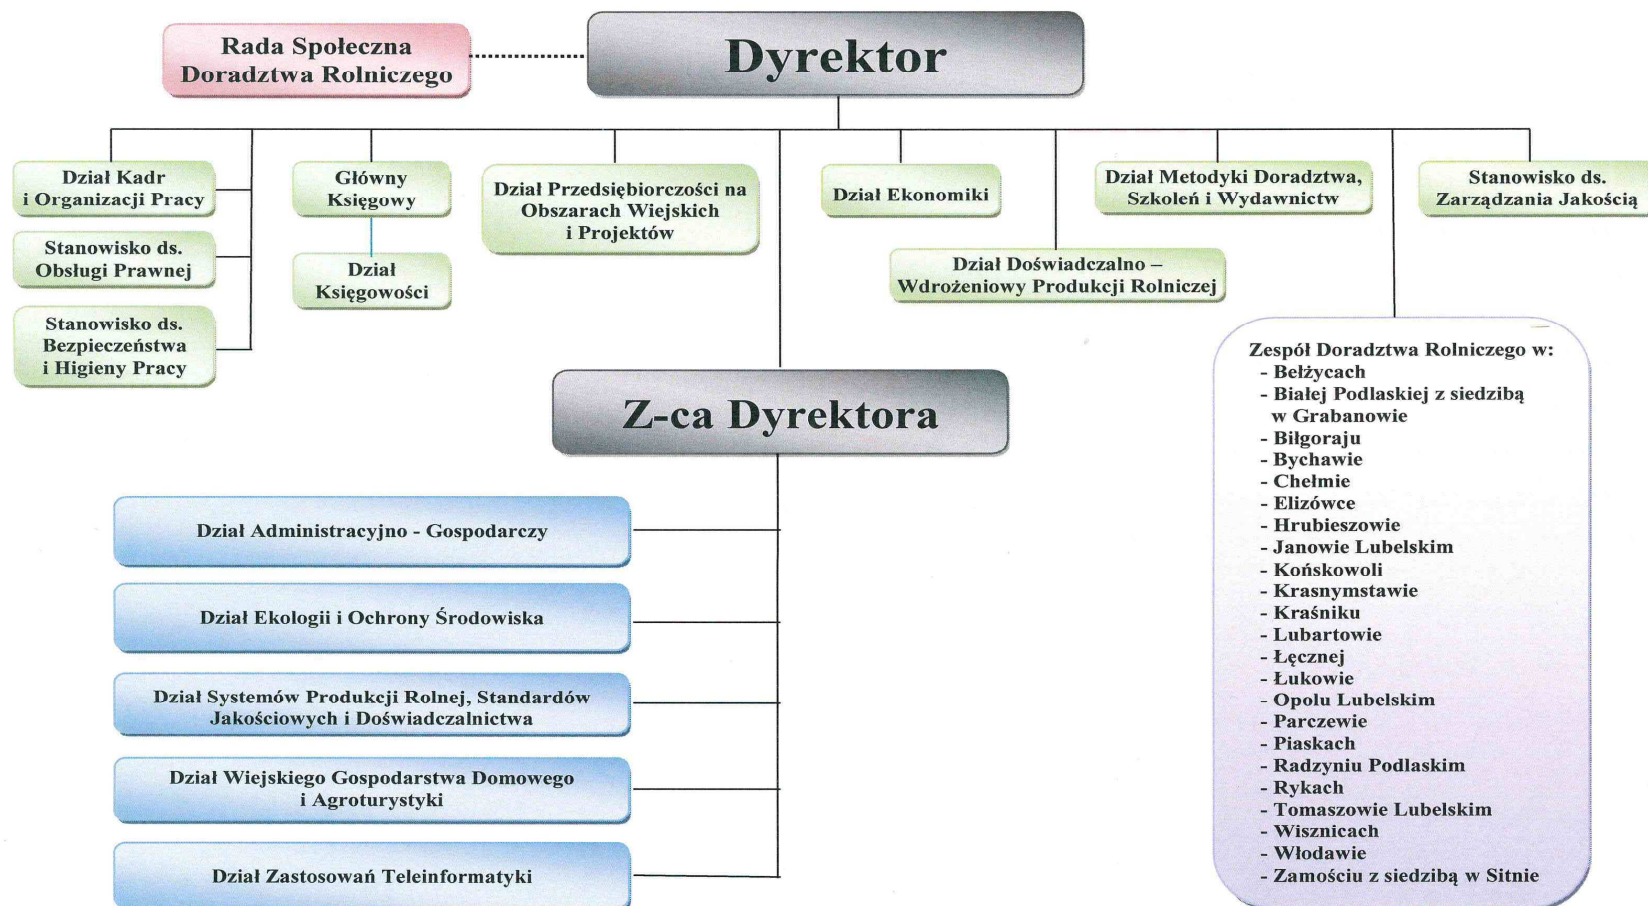 Rada Społeczna
Doradztwa Rolniczego
Dyrektor
Dział Kadr
i Organizacji Pracy
Stanowisko ds.
Obsługi Prawnej
Stanowisko ds.
Bezpieczeństwa
i Higieny Pracy
Główny
Księgowy
Dział
Księgowości
Dział Przedsiębiorczości na
Obszarach Wiejskich
i Projektów
Dział Ekonomiki
Dział Doświadczalno –
Wdrożeniowy Produkcji Rolniczej
Dział Metodyki Doradztwa,
Szkoleń i Wydawnictw
Stanowisko ds.
Zarządzania Jakością
Z-ca Dyrektora
Dział Administracyjno - Gospodarczy
Dział Ekologii i Ochrony Środowiska
Dział Systemów Produkcji Rolnej, Standardów
Jakościowych i Doświadczalnictwa
Dział Wiejskiego Gospodarstwa Domowego
i Agroturystyki
Dział Zastosowań Teleinformatyki
Zespół Doradztwa Rolniczego w:
- Bełżycach
- Białej Podlaskiej z siedzibą
w Grabanowie
- Biłgoraju
- Bychawie
- Chełmie
- Elizówce
- Hrubieszowie
- Janowie Lubelskim
- Końskowoli
- Krasnymstawie
- Kraśniku
- Lubartowie
- Łęcznej
- Łukowie
- Opolu Lubelskim
- Parczewie
- Piaskach
- Radzyniu Podlaskim
- Rykach
- Tomaszowie Lubelskim
- Wisznicach
- Włodawie
- Zamościu z siedzibą w Sitnie